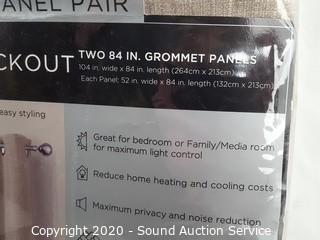 PANEL PAIR
CKOUT
TWO 84 IN. GROMMET PANELS
104 in. wide x 84 in. length (264cm x 213cm)
Each Panel: 52 in. wide x 84 in. length (132cm x 213cm)
easy styling
Great for bedroom or Family/Media room
for maximum light control
Reduce home heating and cooling costs
Maximum privacy and noise reduction
Copyright 2020 - Sound Auction Service